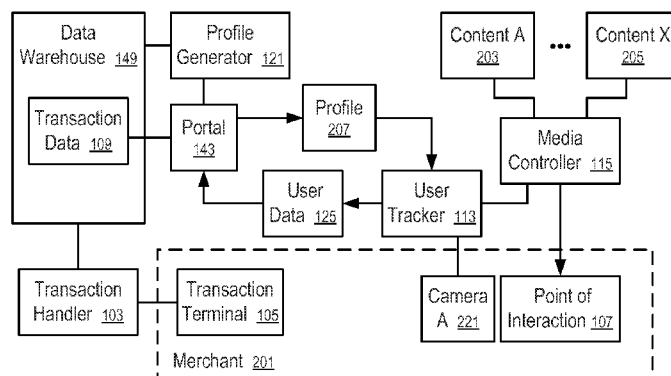 Data
Warehouse 149
Transaction
Data 109
Profile
Generator 121
Portal
143
Profile
207
User
Data 125
User
Tracker 113
Content A
203
...
Content X
205
Media
Controller 115
Transaction
Handler 103
Transaction
Terminal 105
Camera
A 221
Point of
Interaction 107
Merchant 201